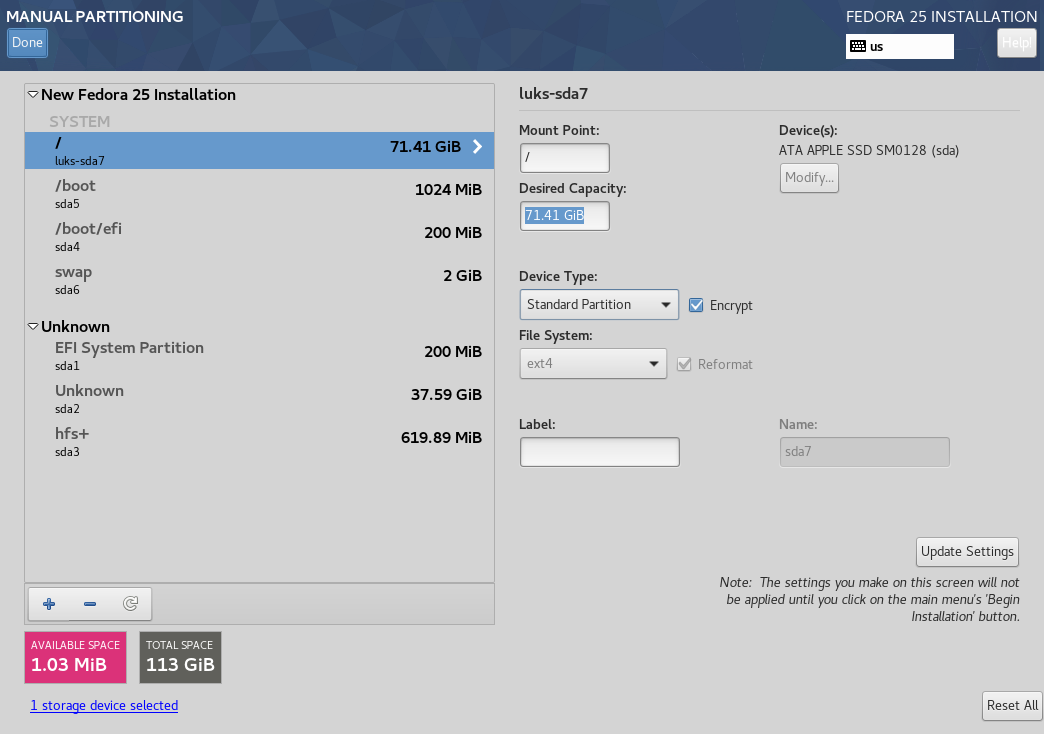 MANUAL PARTITIONING
FEDORA 25 INSTALLATION
Done
us
Help!
New Fedora 25 Installation
SYSTEM
/
71.41 GiB
luks-sda7
/boot
1024 MiB
sda5
/boot/efi
200 MiB
sda4
swap
2 GiB
sda6
Unknown
EFI System Partition
200 MiB
sda1
Unknown
37.59 GiB
sda2
hfs+
619.89 MiB
sda3
AVAILABLE SPACE
1.03 MiB
TOTAL SPACE
113 GiB
1 storage device selected
luks-sda7
Mount Point:
/
Device(s):
ATA APPLE SSD SM0128 (sda)
Modify...
Desired Capacity:
71.41 GiB
Device Type:
Standard Partition
Encrypt
File System:
ext4
Reformat
Label:
Name:
sda7
Update Settings
Note:  The settings you make on this screen will not
be applied until you click on the main menu's 'Begin
Installation' button.
Reset All